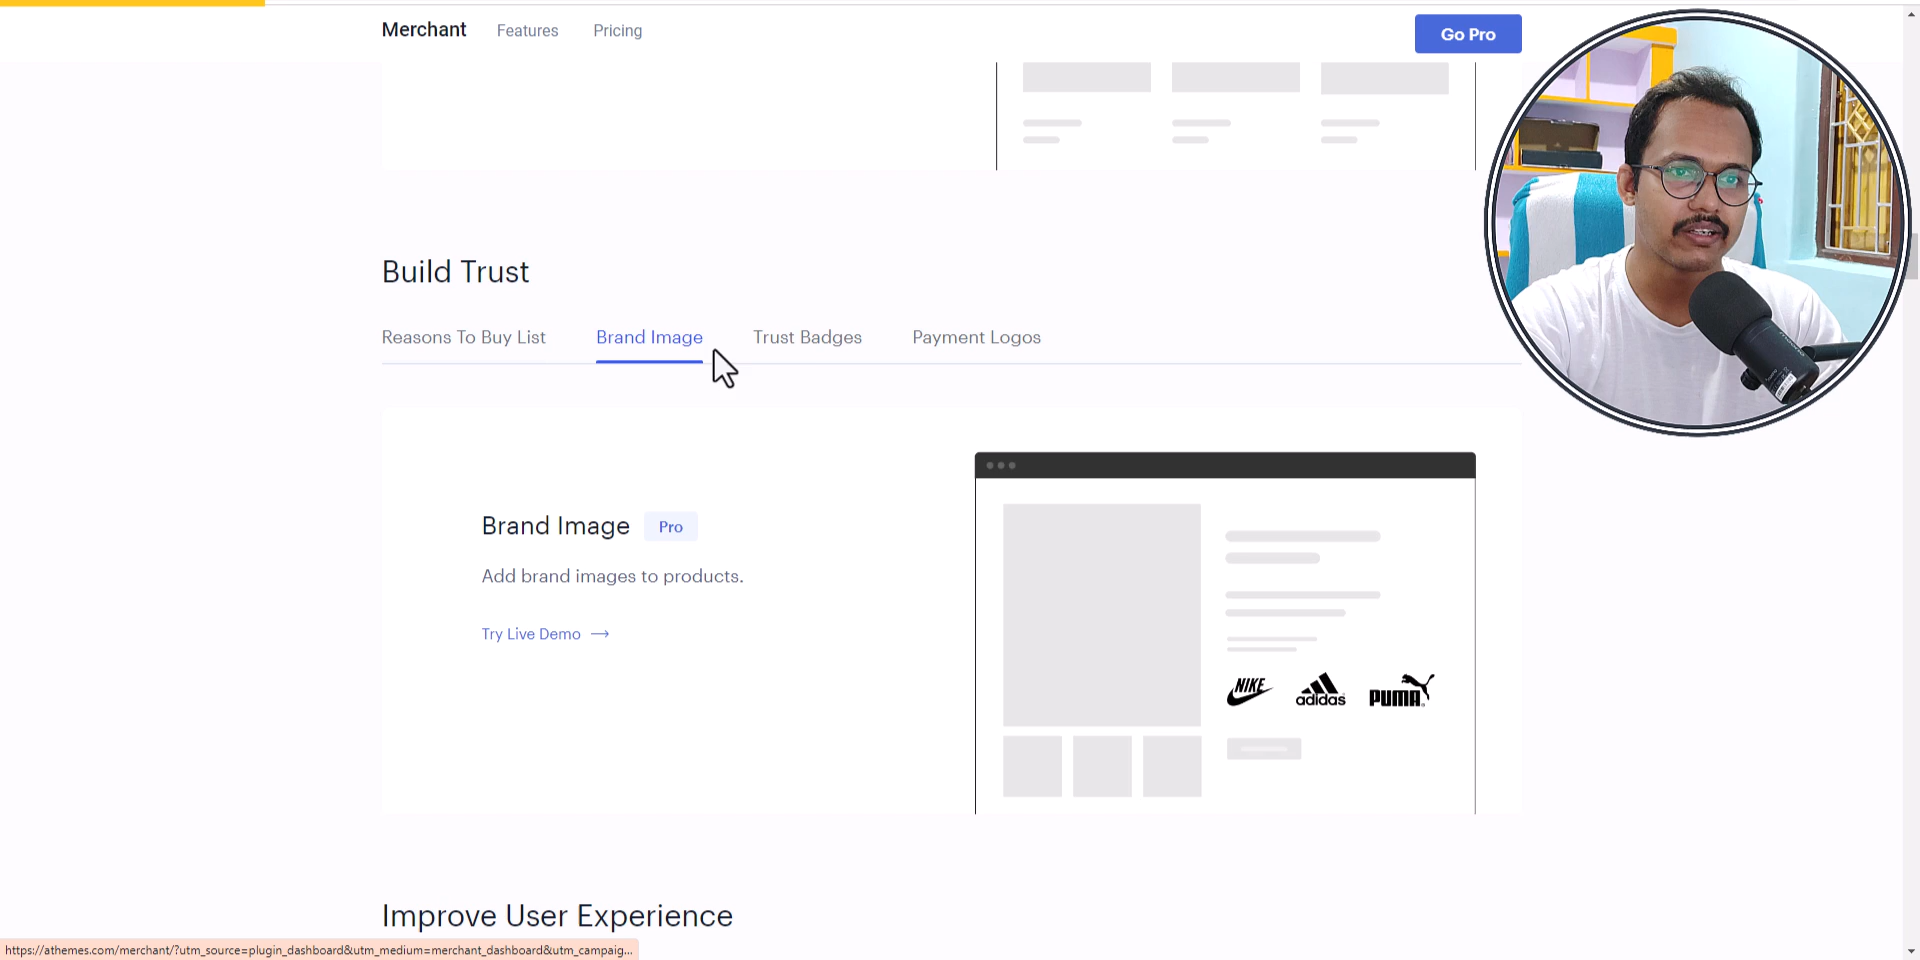 Merchant Features Pricing
Go Pro
Build Trust
Reasons To Buy List Brand Image Trust Badges Payment Logos
Brand Image Pro
Add brand images to products.
Try Live Demo →
NIKE adidas PUMA
Improve User Experience
https://athemes.com/merchant/?utm_source=plugin_dashboard&utm_medium=merchant_dashboard&utm_campaig...